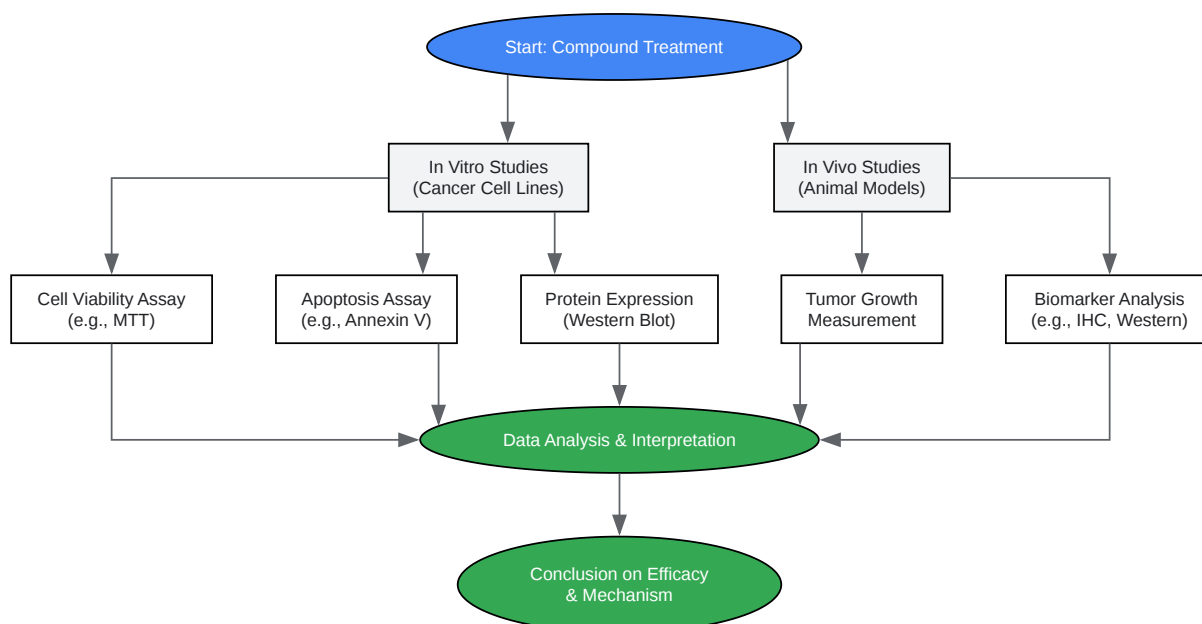 Start: Compound Treatment
In Vitro Studies
(Cancer Cell Lines)
In Vivo Studies
(Animal Models)
Cell Viability Assay
(e.g., MTT)
Apoptosis Assay
(e.g., Annexin V)
Protein Expression
(Western Blot)
Tumor Growth
Measurement
Biomarker Analysis
(e.g., IHC, Western)
Data Analysis & Interpretation
Conclusion on Efficacy
& Mechanism